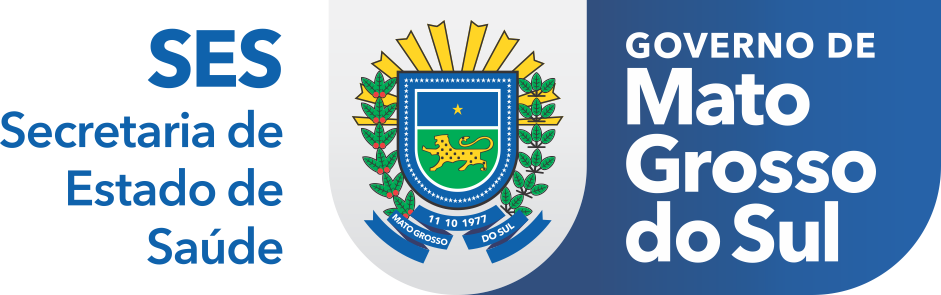 SES
Secretaria de
Estado de
Saúde
11 10 1977
MATO GROSSO
DO SUL
GOVERNO DE
Mato
Grosso
do Sul